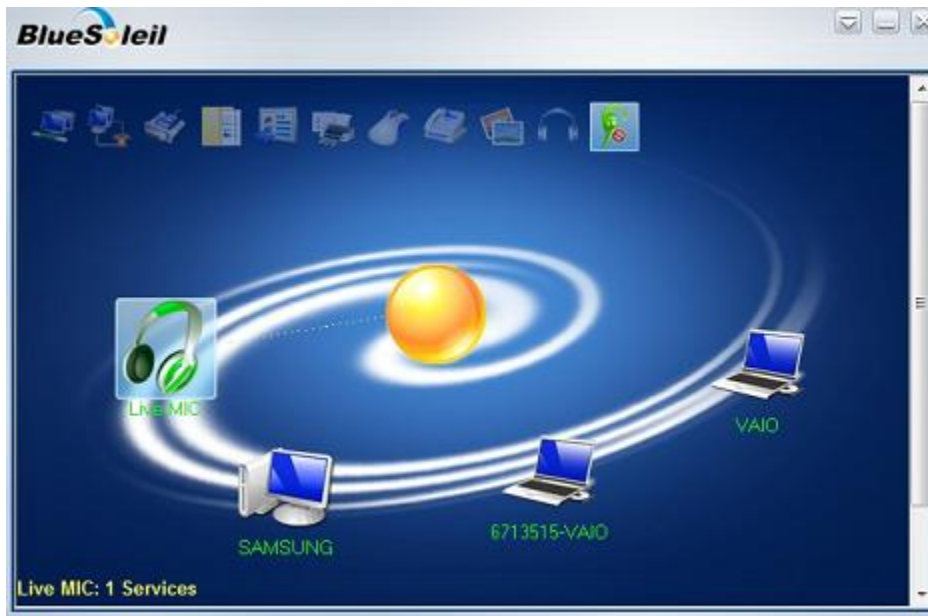 BlueSoleil
Live MIC
VAIO
6713515-VAIO
SAMSUNG
Live MIC: 1 Services